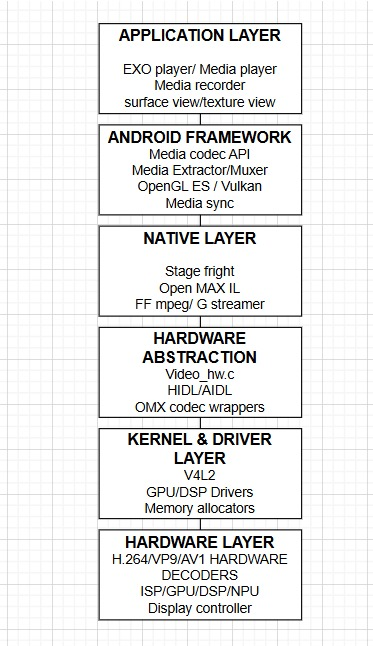 APPLICATION LAYER
EXO player/ Media player
Media recorder
surface view/texture view
ANDROID FRAMEWORK
Media codec API
Media Extractor/Muxer
OpenGL ES / Vulkan
Media sync
NATIVE LAYER
Stage fright
Open MAX IL
FF mpeg/ G streamer
HARDWARE
ABSTRACTION
Video_hw.c
HIDL/AIDL
OMX codec wrappers
KERNEL & DRIVER
LAYER
V4L2
GPU/DSP Drivers
Memory allocators
HARDWARE LAYER
H.264/VP9/AV1 HARDWARE
DECODERS
ISP/GPU/DSP/NPU
Display controller